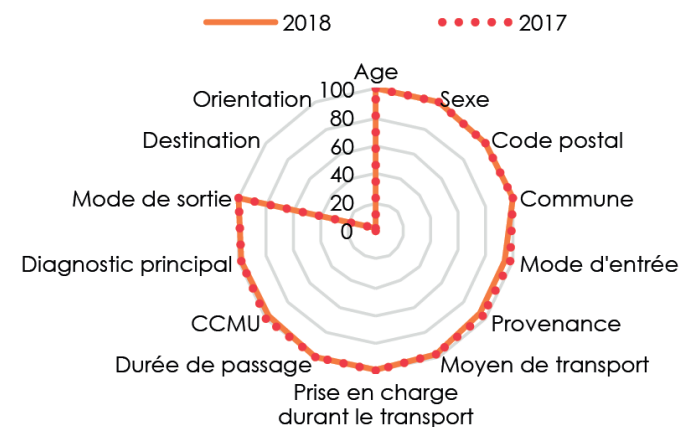 2018
2017
Age
100
80
60
40
20
0
Sexe
Code postal
Commune
Mode d'entrée
Provenance
Moyen de transport
Prise en charge
durant le transport
Durée de passage
CCMU
Diagnostic principal
Mode de sortie
Destination
Orientation